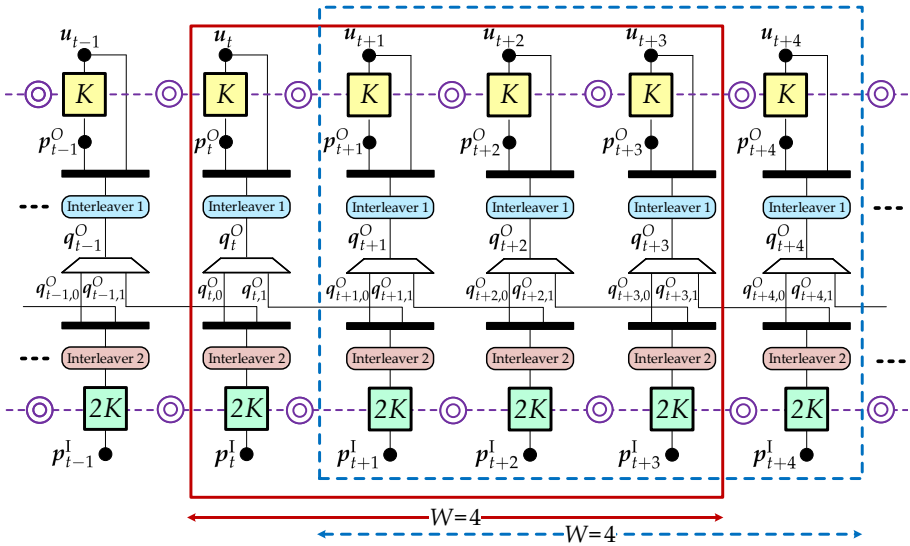 u_{t-1} u_t u_{t+1} u_{t+2} u_{t+3} u_{t+4}
K K K K K K
p^O_{t-1} p^O_t p^O_{t+1} p^O_{t+2} p^O_{t+3} p^O_{t+4}
Interleaver 1 Interleaver 1 Interleaver 1 Interleaver 1 Interleaver 1 Interleaver 1
q^O_{t-1} q^O_t q^O_{t+1} q^O_{t+2} q^O_{t+3} q^O_{t+4}
q^O_{t-1,0} q^O_{t-1,1} q^O_{t,0} q^O_{t,1} q^O_{t+1,0} q^O_{t+1,1} q^O_{t+2,0} q^O_{t+2,1} q^O_{t+3,0} q^O_{t+3,1} q^O_{t+4,0} q^O_{t+4,1}
Interleaver 2 Interleaver 2 Interleaver 2 Interleaver 2 Interleaver 2 Interleaver 2
2K 2K 2K 2K 2K 2K
p^I_{t-1} p^I_t p^I_{t+1} p^I_{t+2} p^I_{t+3} p^I_{t+4}
W=4
W=4